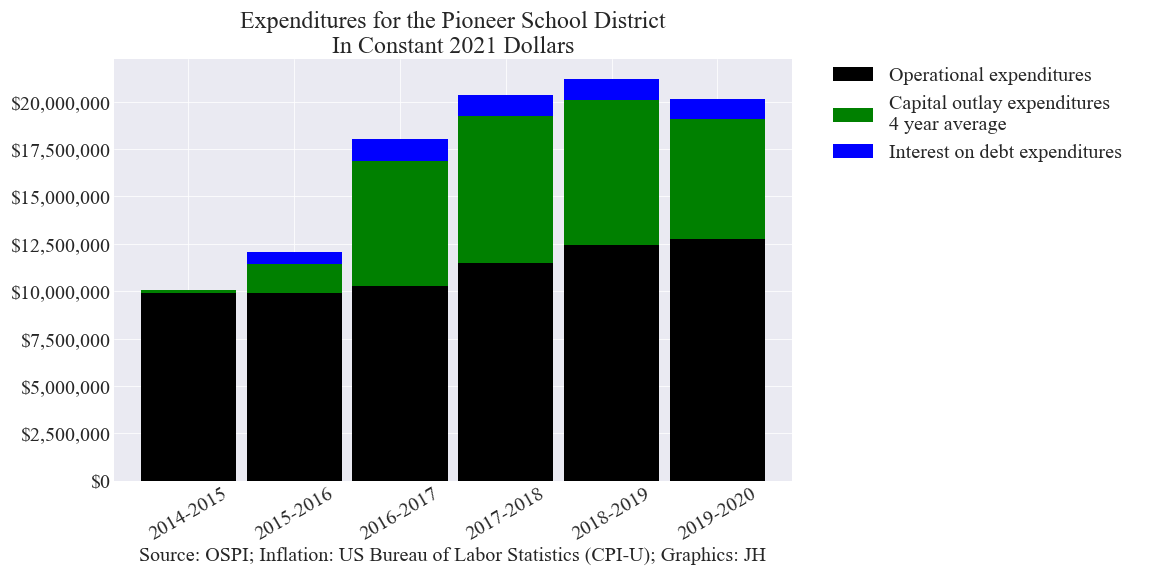 Expenditures for the Pioneer School District
In Constant 2021 Dollars
$20,000,000
$17,500,000
$15,000,000
$12,500,000
$10,000,000
$7,500,000
$5,000,000
$2,500,000
$0
2014-2015
2015-2016
2016-2017
2017-2018
2018-2019
2019-2020
Source: OSPI; Inflation: US Bureau of Labor Statistics (CPI-U); Graphics: JH
Operational expenditures
Capital outlay expenditures
4 year average
Interest on debt expenditures